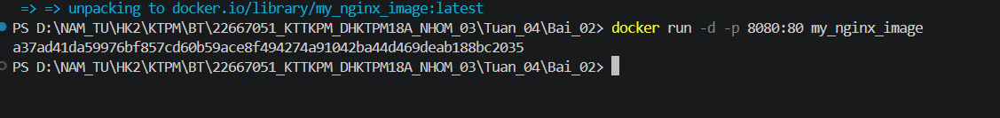 => => unpacking to docker.io/library/my_nginx_image:latest
PS D:\NAM_TU\HK2\KTPM\BT\22667051_KTTKPM_DHKTPM18A_NHOM_03\Tuan_04\Bai_02> docker run -d -p 8080:80 my_nginx_image
a37ad41da59976bf857cd60b59ace8f494274a91042ba44d469deab188bc2035
PS D:\NAM_TU\HK2\KTPM\BT\22667051_KTTKPM_DHKTPM18A_NHOM_03\Tuan_04\Bai_02>